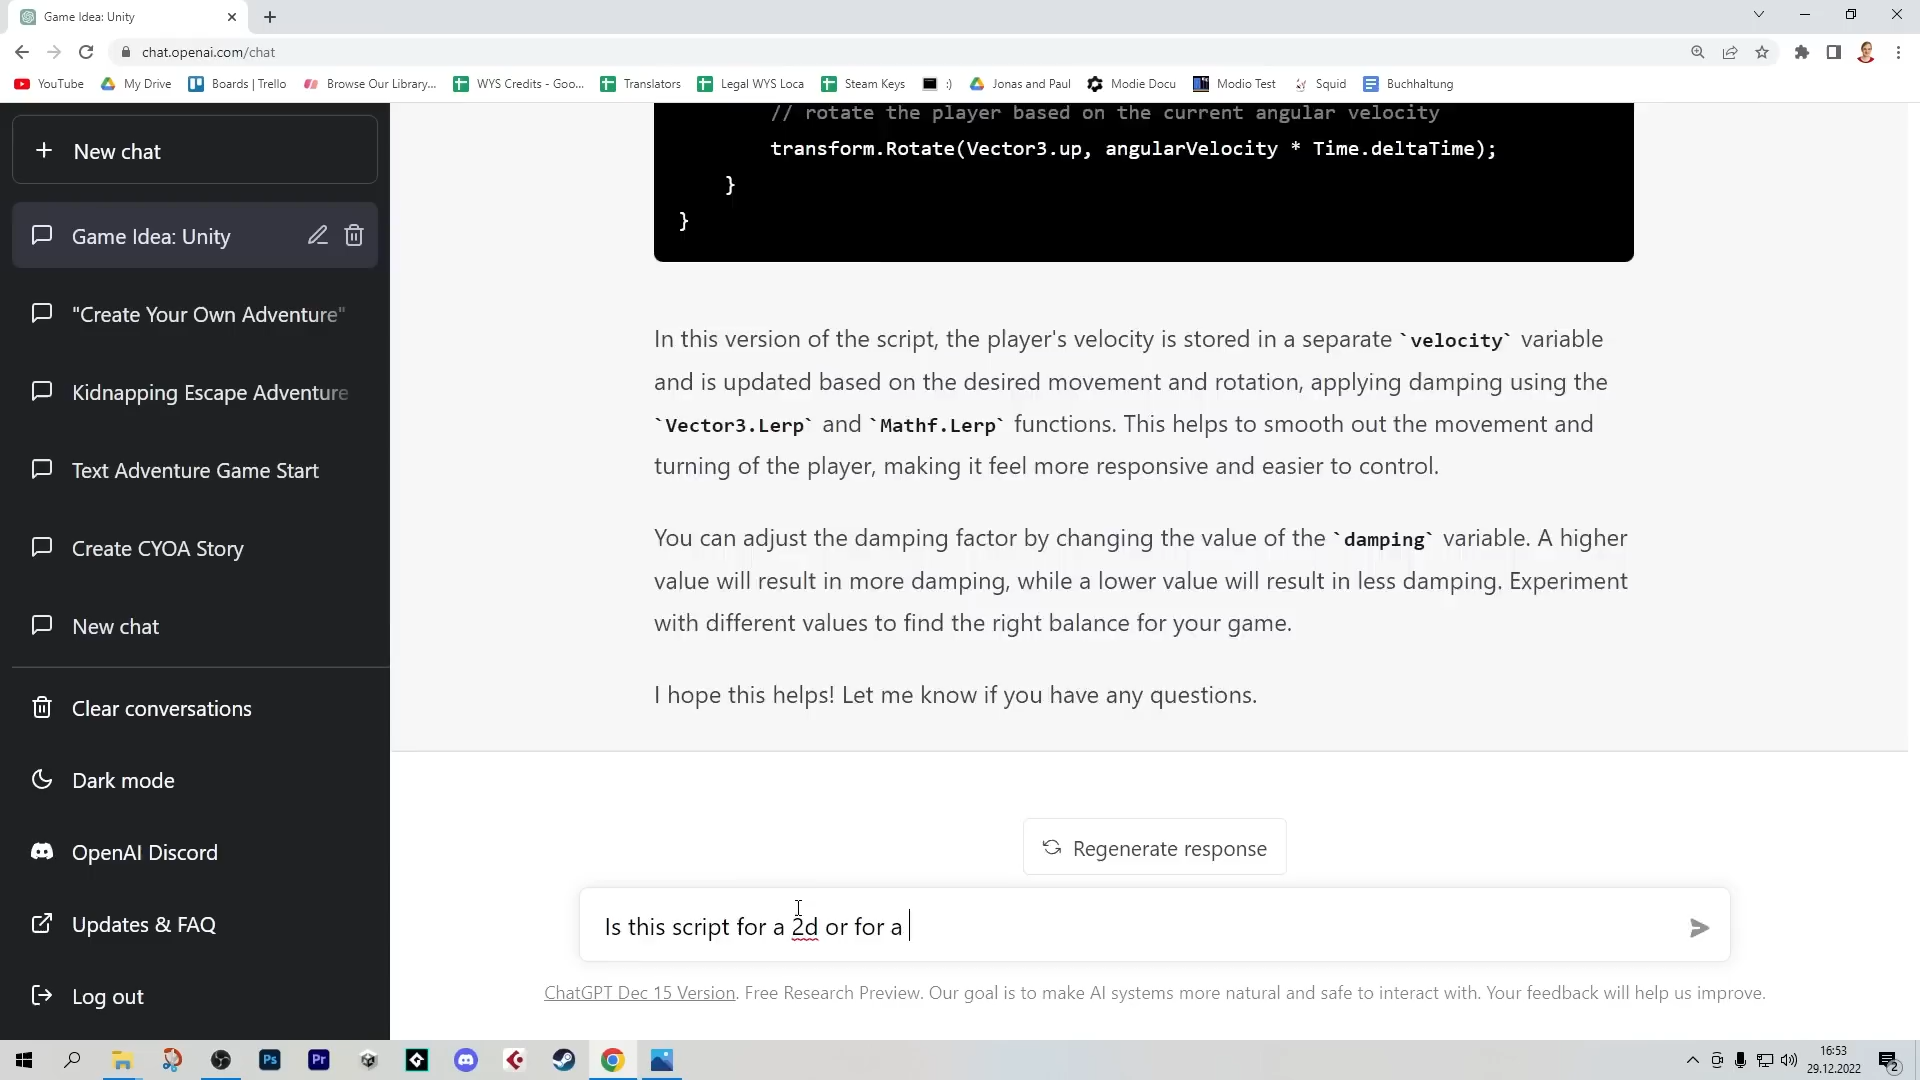 Game Idea: Unity
chat.openai.com/chat
YouTube
My Drive
Boards | Trello
Browse Our Library...
WYS Credits - Goo...
Translators
Legal WYS Loca
Steam Keys
:)
Jonas and Paul
Modie Docu
Modio Test
Squid
Buchhaltung
New chat
Game Idea: Unity
"Create Your Own Adventure"
Kidnapping Escape Adventure
Text Adventure Game Start
Create CYOA Story
New chat
Clear conversations
Dark mode
OpenAI Discord
Updates & FAQ
Log out
// rotate the player based on the current angular velocity
transform.Rotate(Vector3.up, angularVelocity * Time.deltaTime);
}
}
In this version of the script, the player's velocity is stored in a separate `velocity` variable
and is updated based on the desired movement and rotation, applying damping using the
`Vector3.Lerp` and `Mathf.Lerp` functions. This helps to smooth out the movement and
turning of the player, making it feel more responsive and easier to control.
You can adjust the damping factor by changing the value of the `damping` variable. A higher
value will result in more damping, while a lower value will result in less damping. Experiment
with different values to find the right balance for your game.
I hope this helps! Let me know if you have any questions.
Regenerate response
Is this script for a 2d or for a
ChatGPT Dec 15 Version. Free Research Preview. Our goal is to make AI systems more natural and safe to interact with. Your feedback will help us improve.
Ps
Pr
16:53
29.12.2022
2